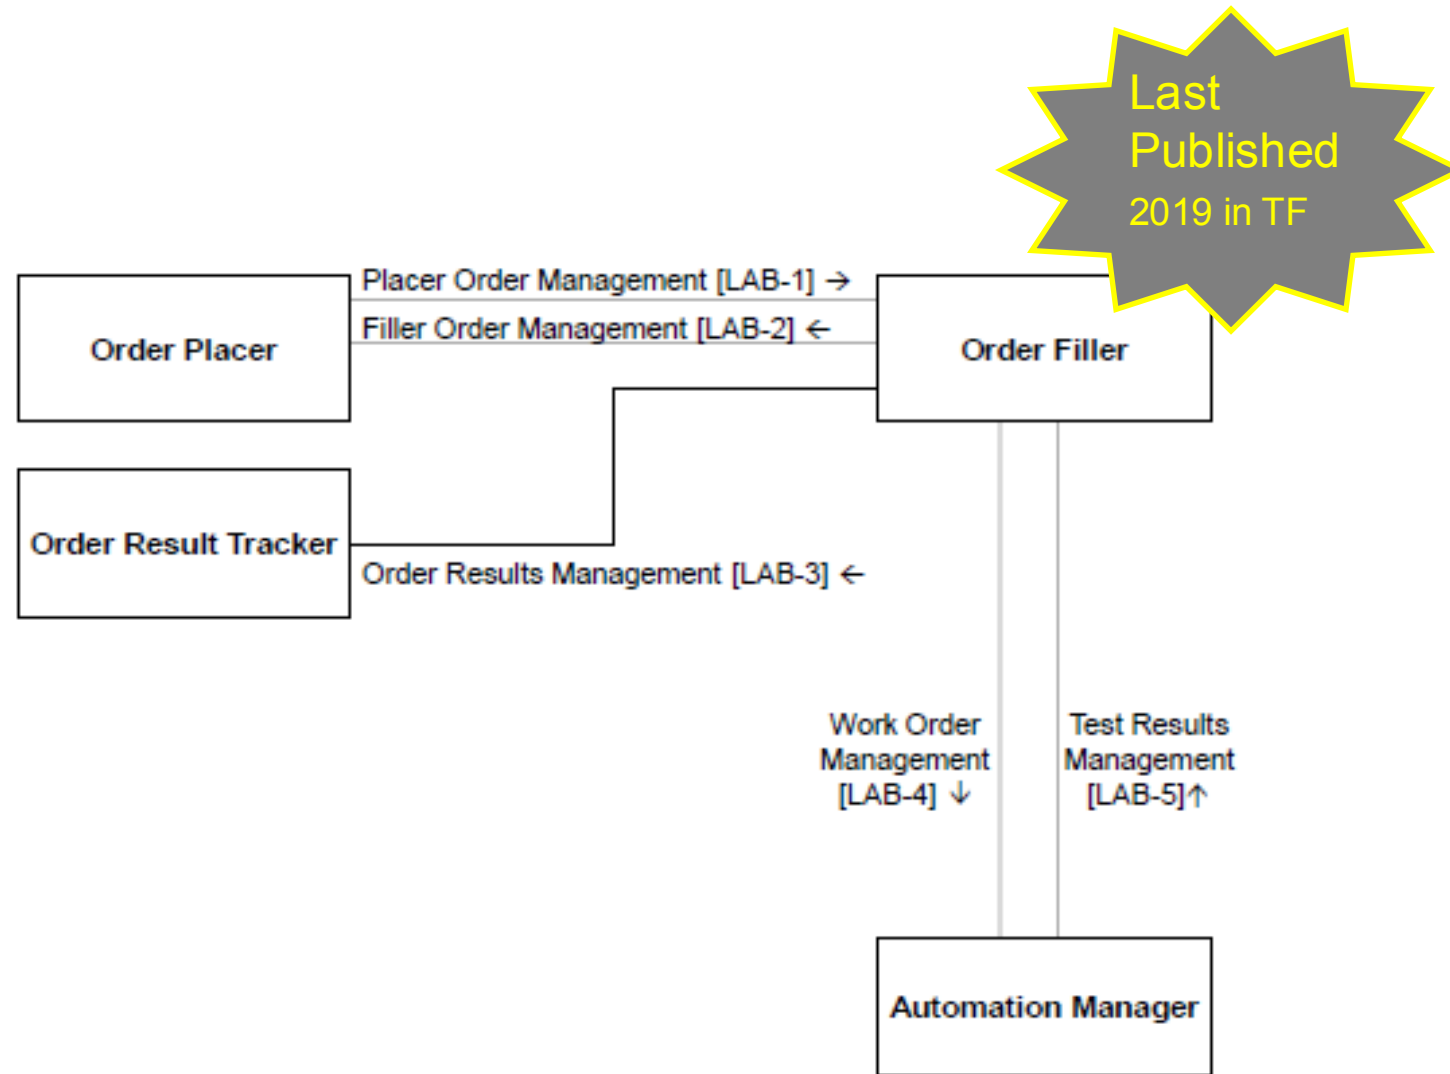 Last
Published
2019 in TF
Placer Order Management [LAB-1] →
Filler Order Management [LAB-2] ←
Order Placer
Order Filler
Order Result Tracker
Order Results Management [LAB-3] ←
Work Order
Management
[LAB-4] ↓
Test Results
Management
[LAB-5]↑
Automation Manager